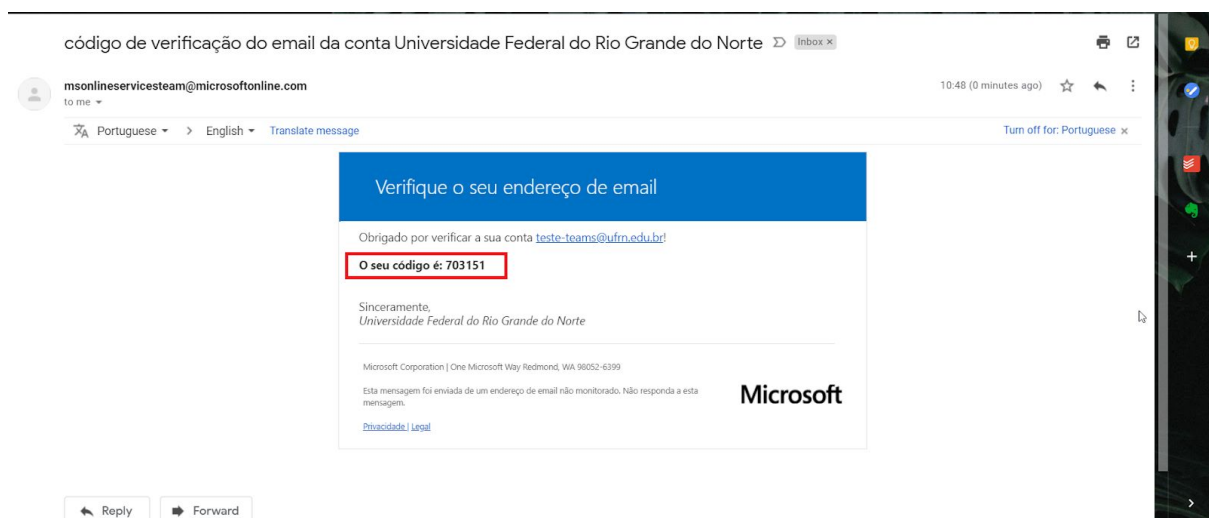 código de verificação do email da conta Universidade Federal do Rio Grande do Norte Inbox ×
msonlineservicesteam@microsoftonline.com 10:48 (0 minutes ago)
to me
Portuguese > English Translate message Turn off for: Portuguese ×
Verifique o seu endereço de email
Obrigado por verificar a sua conta teste-teams@ufrn.edu.br!
O seu código é: 703151
Sinceramente,
Universidade Federal do Rio Grande do Norte
Microsoft Corporation | One Microsoft Way Redmond, WA 98052-6399
Esta mensagem foi enviada de um endereço de email não monitorado. Não responda a esta
mensagem.
Microsoft
Privacidade | Legal
Reply Forward